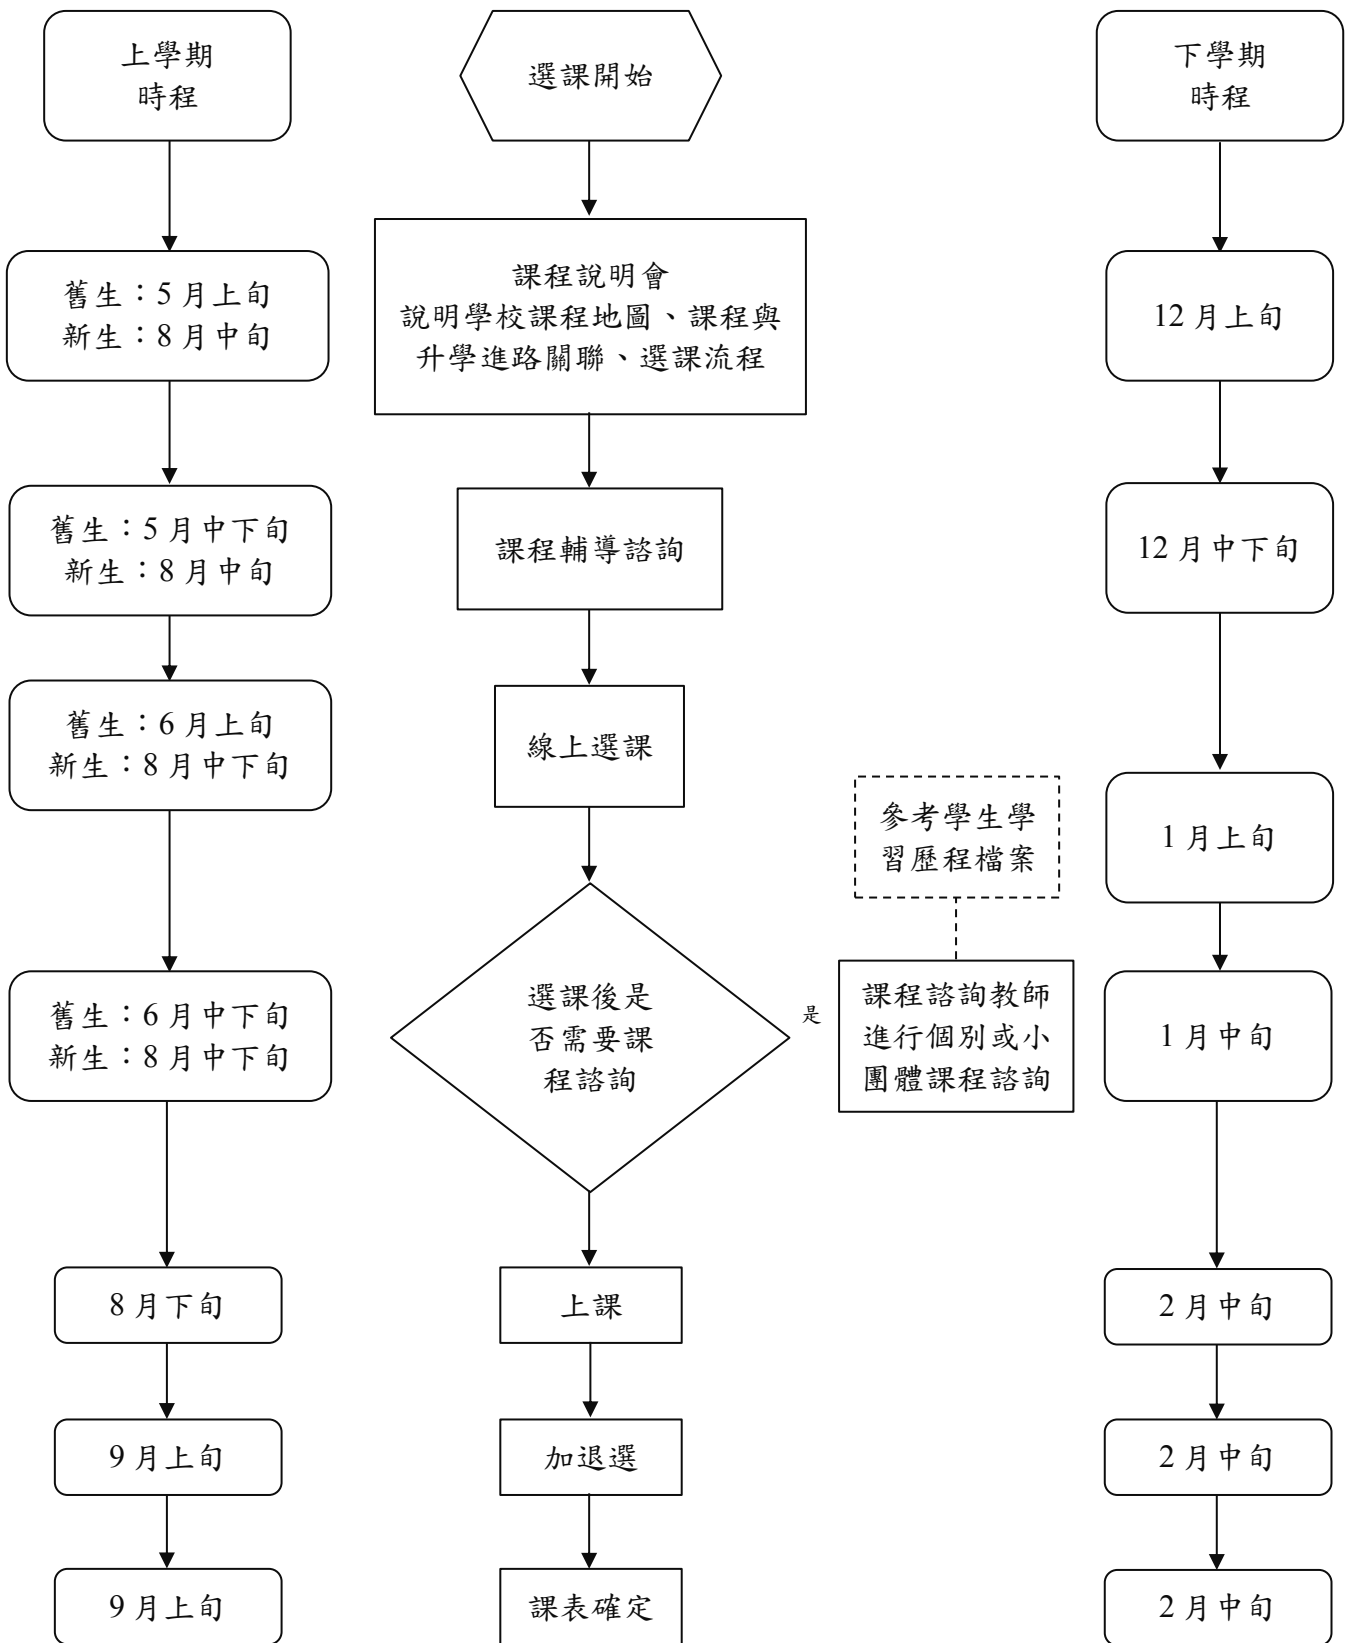 上學期
時程
選課開始
下學期
時程
舊生：5 月上旬
新生：8 月中旬
課程說明會
說明學校課程地圖、課程與
升學進路關聯、選課流程
12 月上旬
舊生：5 月中下旬
新生：8 月中旬
課程輔導諮詢
12 月中下旬
舊生：6 月上旬
新生：8 月中下旬
線上選課
參考學生學
習歷程檔案
1 月上旬
舊生：6 月中下旬
新生：8 月中下旬
選課後是
否需要課
程諮詢
是
課程諮詢教師
進行個別或小
團體課程諮詢
1 月中旬
8 月下旬
上課
2 月中旬
9 月上旬
加退選
2 月中旬
9 月上旬
課表確定
2 月中旬